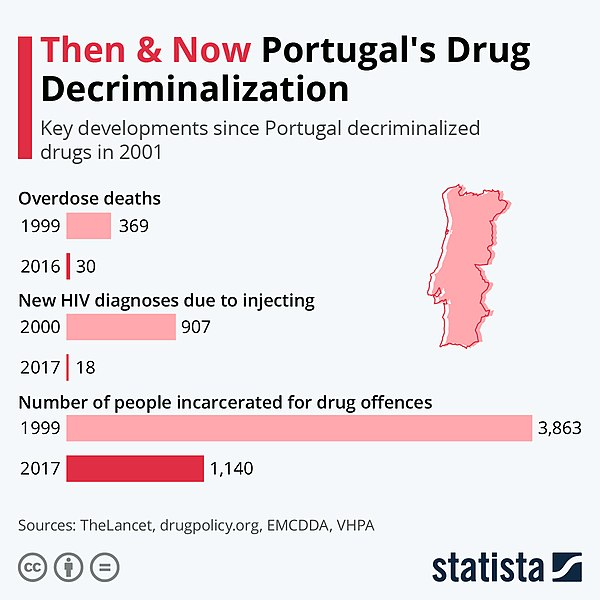 Then & Now Portugal's Drug
Decriminalization
Key developments since Portugal decriminalized
drugs in 2001
Overdose deaths
1999 369
2016 30
New HIV diagnoses due to injecting
2000 907
2017 18
Number of people incarcerated for drug offences
1999 3,863
2017 1,140
Sources: TheLancet, drugpolicy.org, EMCDDA, VHPA
cc =
statista